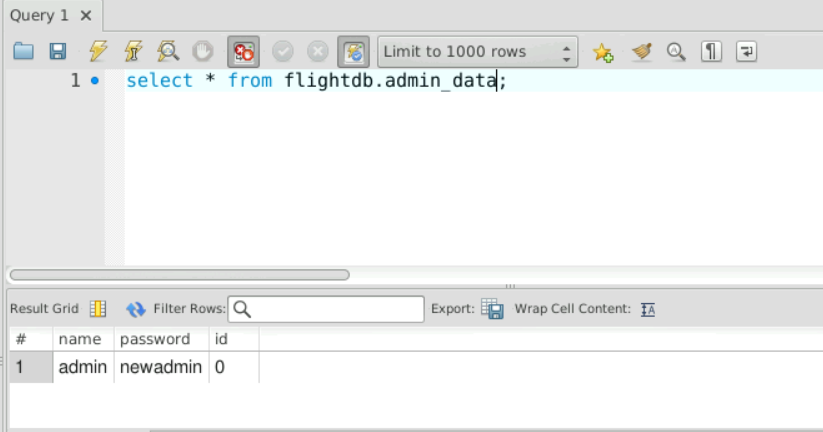 Query 1
Limit to 1000 rows
1 select * from flightdb.admin_data;
Result Grid Filter Rows: Export: Wrap Cell Content:
# name password id
1 admin newadmin 0